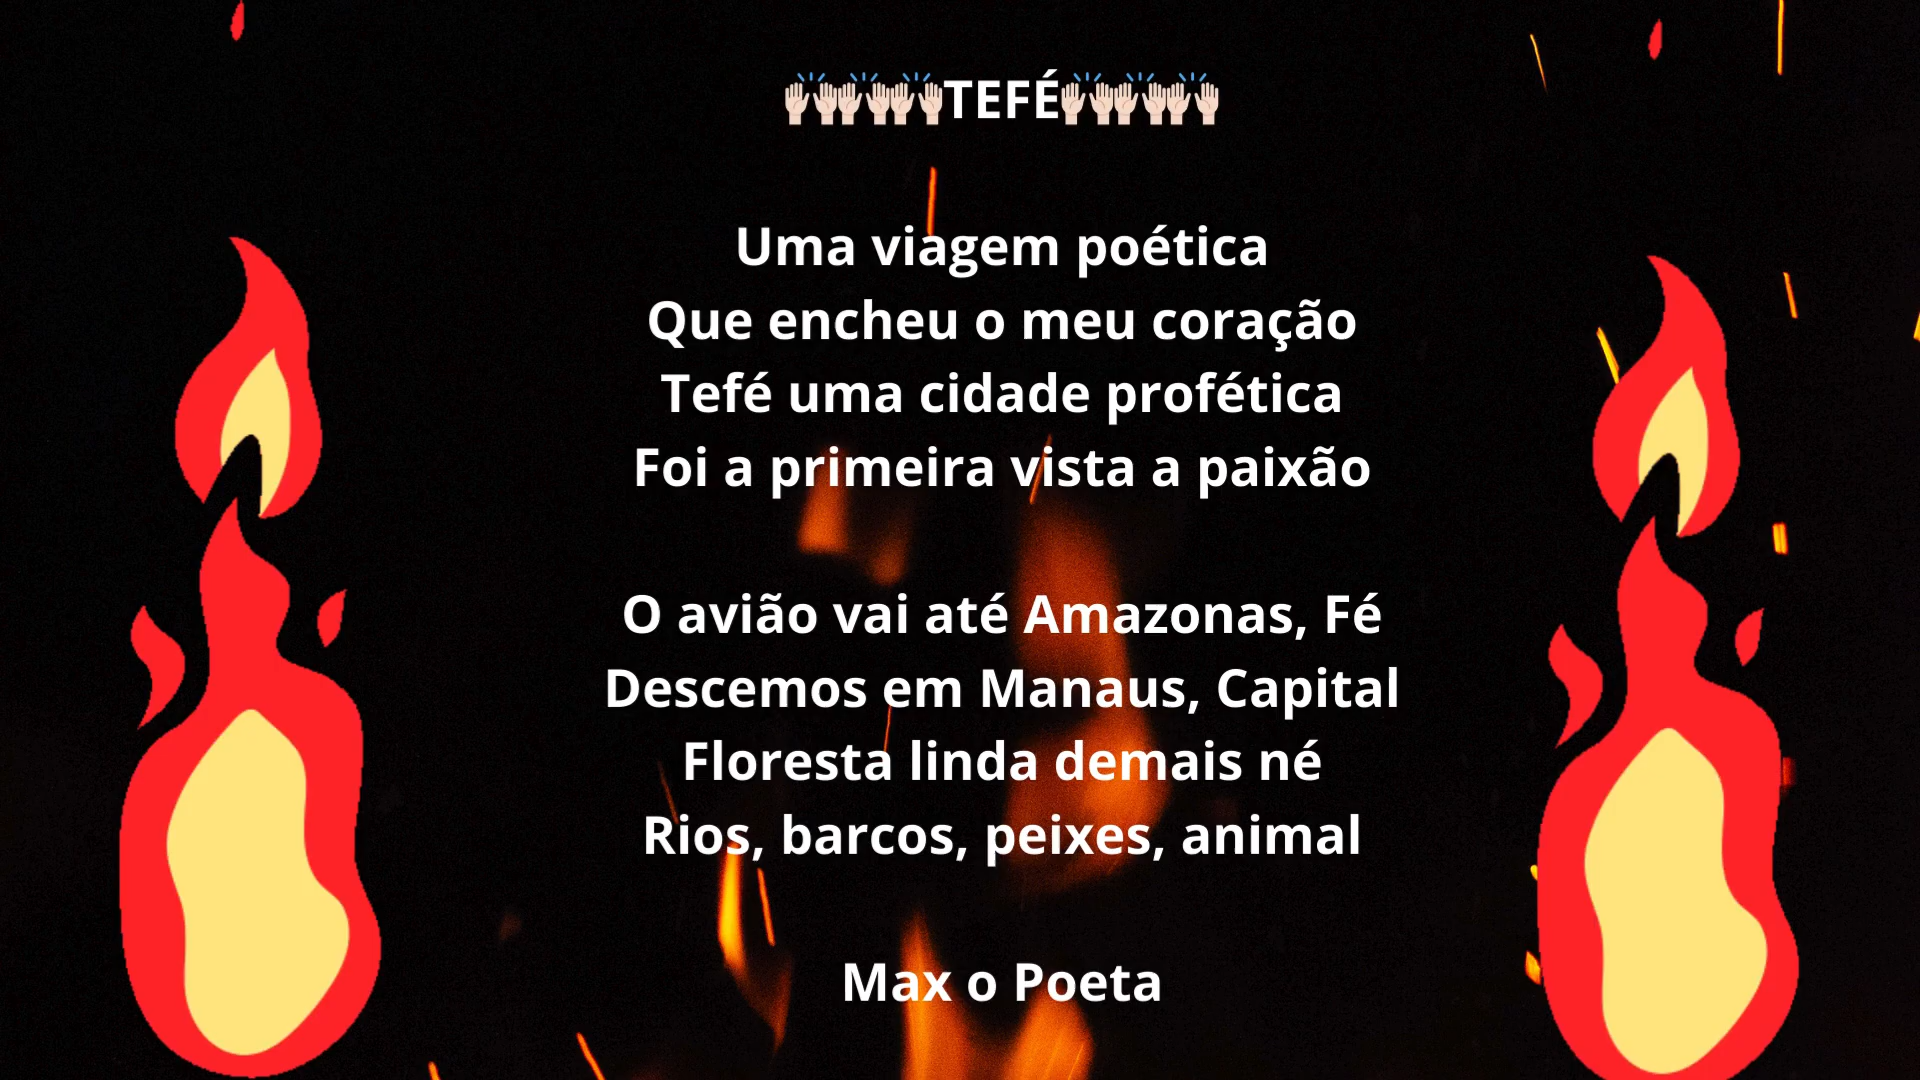 🙌🏻🙌🏻🙌🏻TEFÉ🙌🏻🙌🏻🙌🏻
Uma viagem poética
Que encheu o meu coração
Tefé uma cidade profética
Foi a primeira vista a paixão
O avião vai até Amazonas, Fé
Descemos em Manaus, Capital
Floresta linda demais né
Rios, barcos, peixes, animal
Max o Poeta